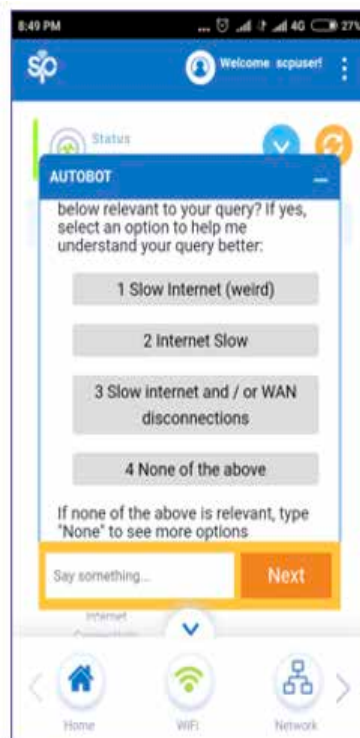 8:49 PM ... 4G 27%
sip Welcome scpuser!
Status
AUTOBOT
below relevant to your query? If yes,
select an option to help me
understand your query better:
1 Slow Internet (weird)
2 Internet Slow
3 Slow internet and / or WAN
disconnections
4 None of the above
If none of the above is relevant, type
"None" to see more options
Say something... Next
Internet
Home WiFi Network